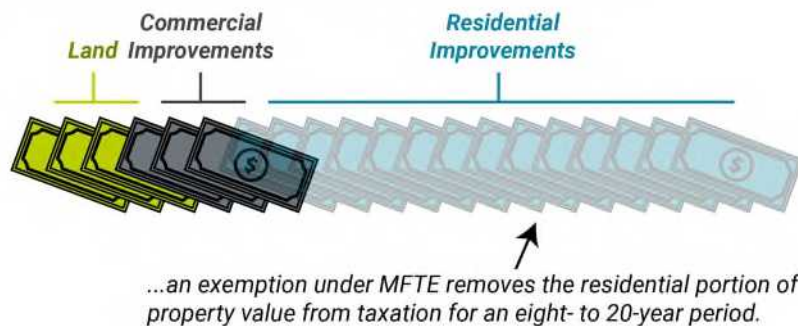 Commercial
Residential
Land Improvements
Improvements
$
$
...an exemption under MFTE removes the residential portion of
property value from taxation for an eight- to 20-year period.